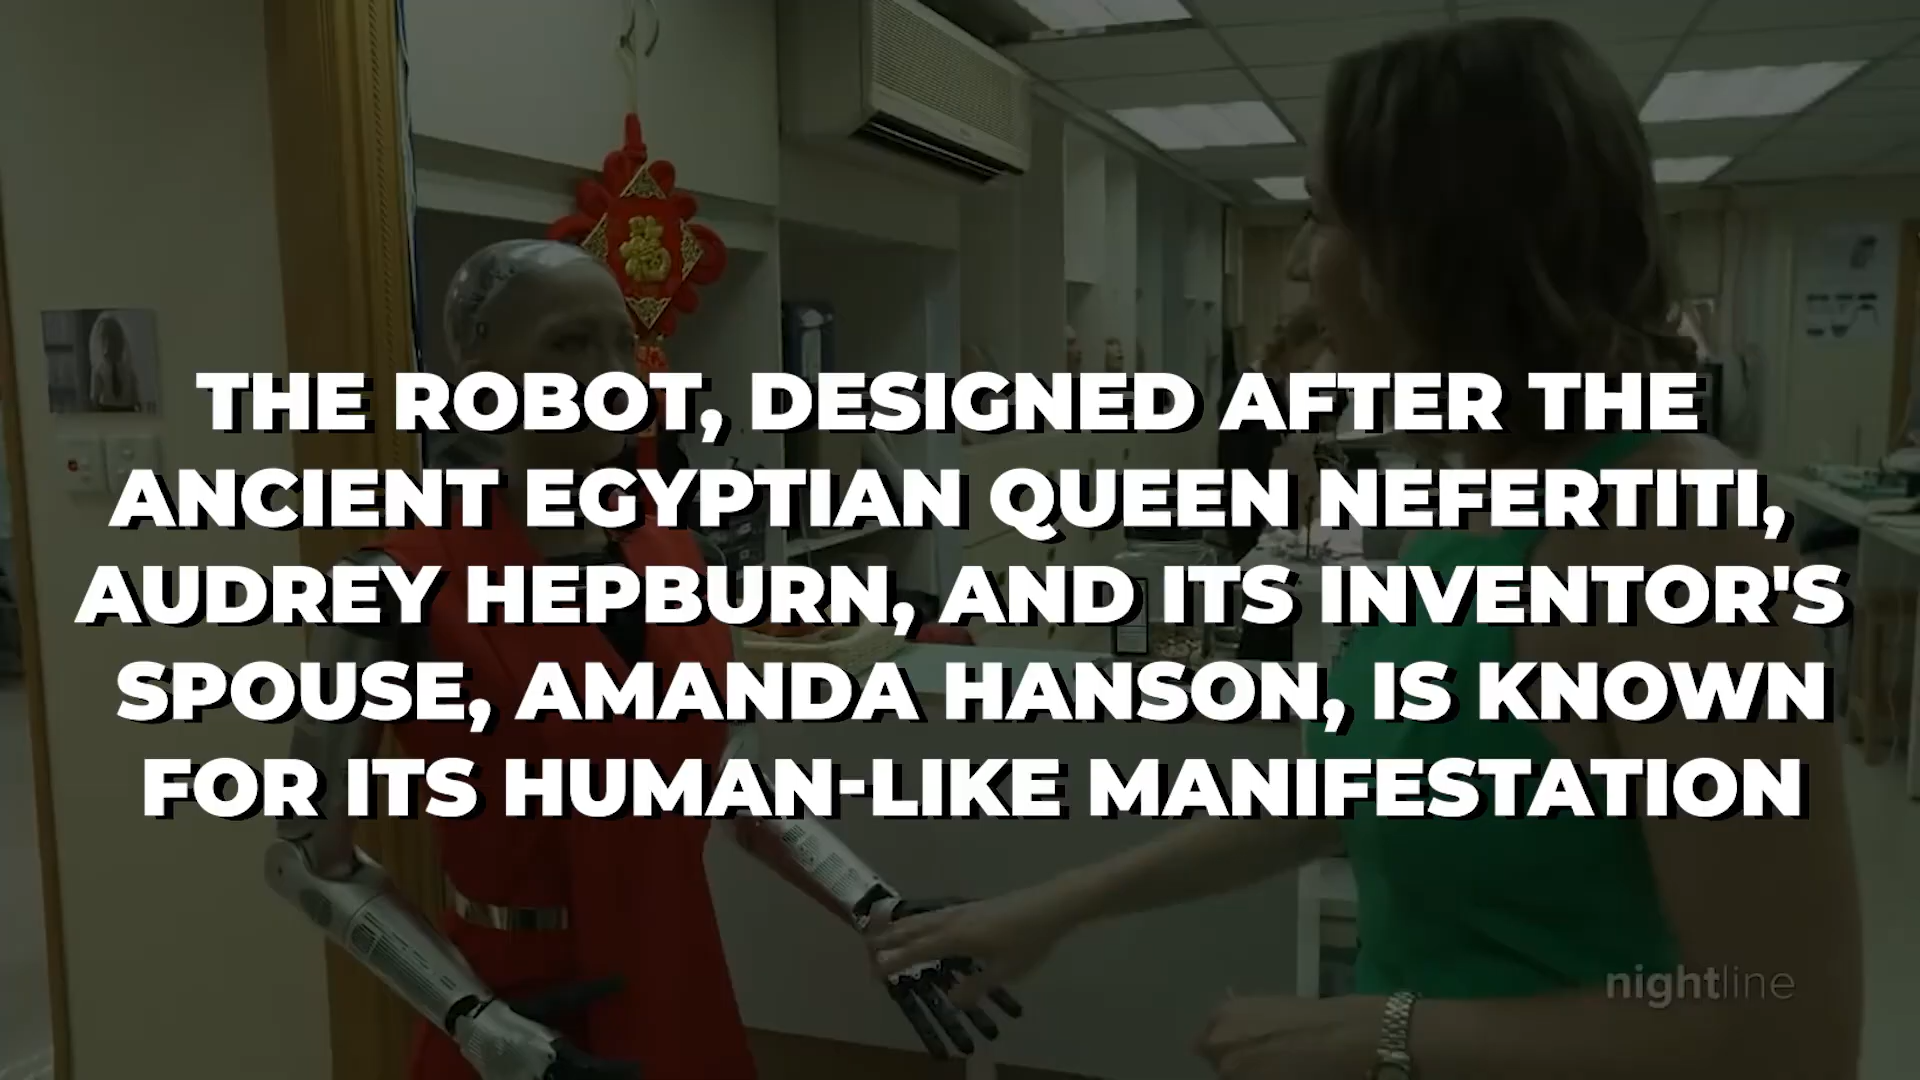 THE ROBOT, DESIGNED AFTER THE
ANCIENT EGYPTIAN QUEEN NEFERTITI,
AUDREY HEPBURN, AND ITS INVENTOR'S
SPOUSE, AMANDA HANSON, IS KNOWN
FOR ITS HUMAN-LIKE MANIFESTATION
nightline